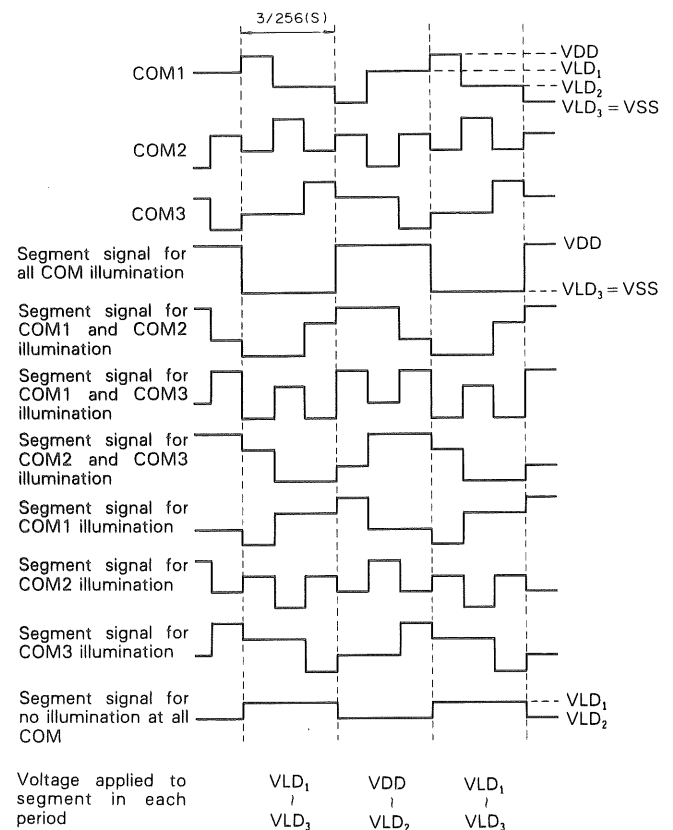 3/256(S)
COM1
VDD
VLD₁
VLD₂
VLD₃ = VSS
COM2
COM3
Segment signal for
all COM illumination
VDD
VLD₃ = VSS
Segment signal for
COM1 and COM2
illumination
Segment signal for
COM1 and COM3
illumination
Segment signal for
COM2 and COM3
illumination
Segment signal for
COM1 illumination
Segment signal for
COM2 illumination
Segment signal for
COM3 illumination
Segment signal for
no illumination at all
COM
VLD₁
VLD₂
Voltage applied to
segment in each
period
VLD₁ ~ VLD₃
VDD ~ VLD₂
VLD₁ ~ VLD₃